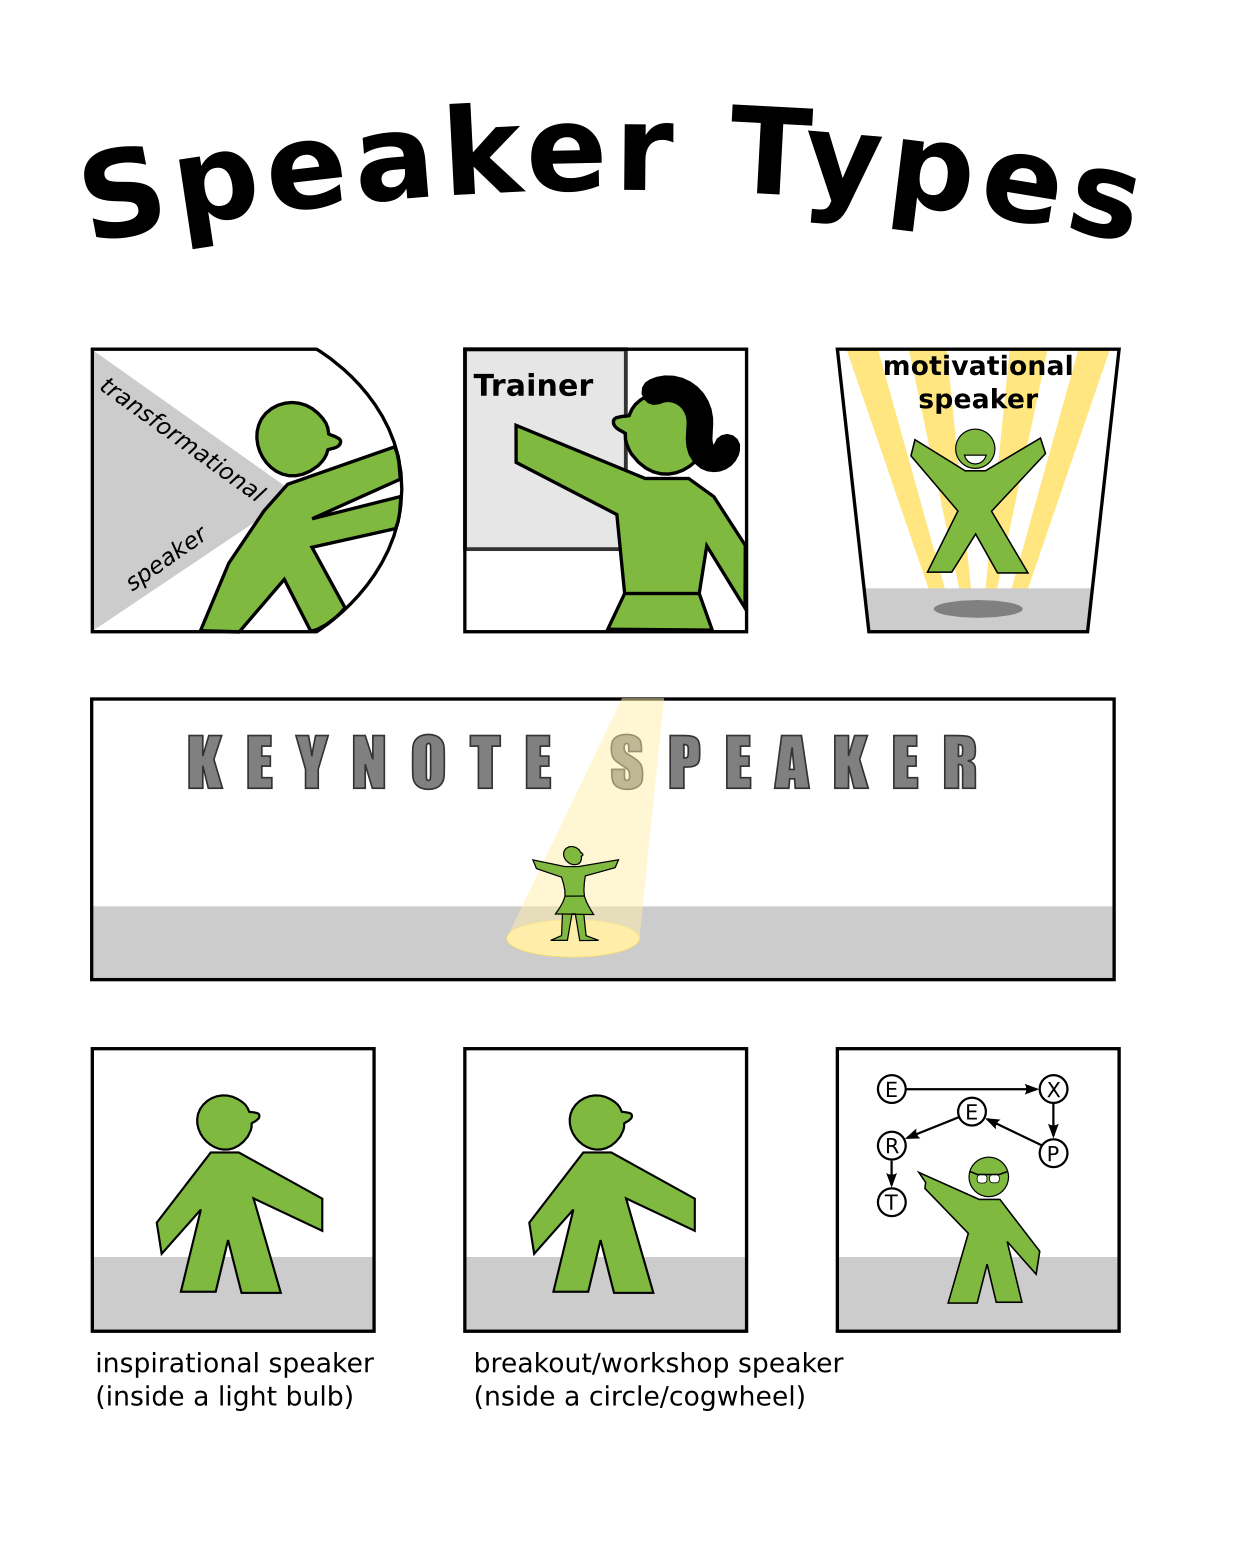 Speaker Types
transformational
speaker
Trainer
motivational
speaker
KEYNOTE SPEAKER
E X
E
R P
T
inspirational speaker
(inside a light bulb)
breakout/workshop speaker
(nside a circle/cogwheel)